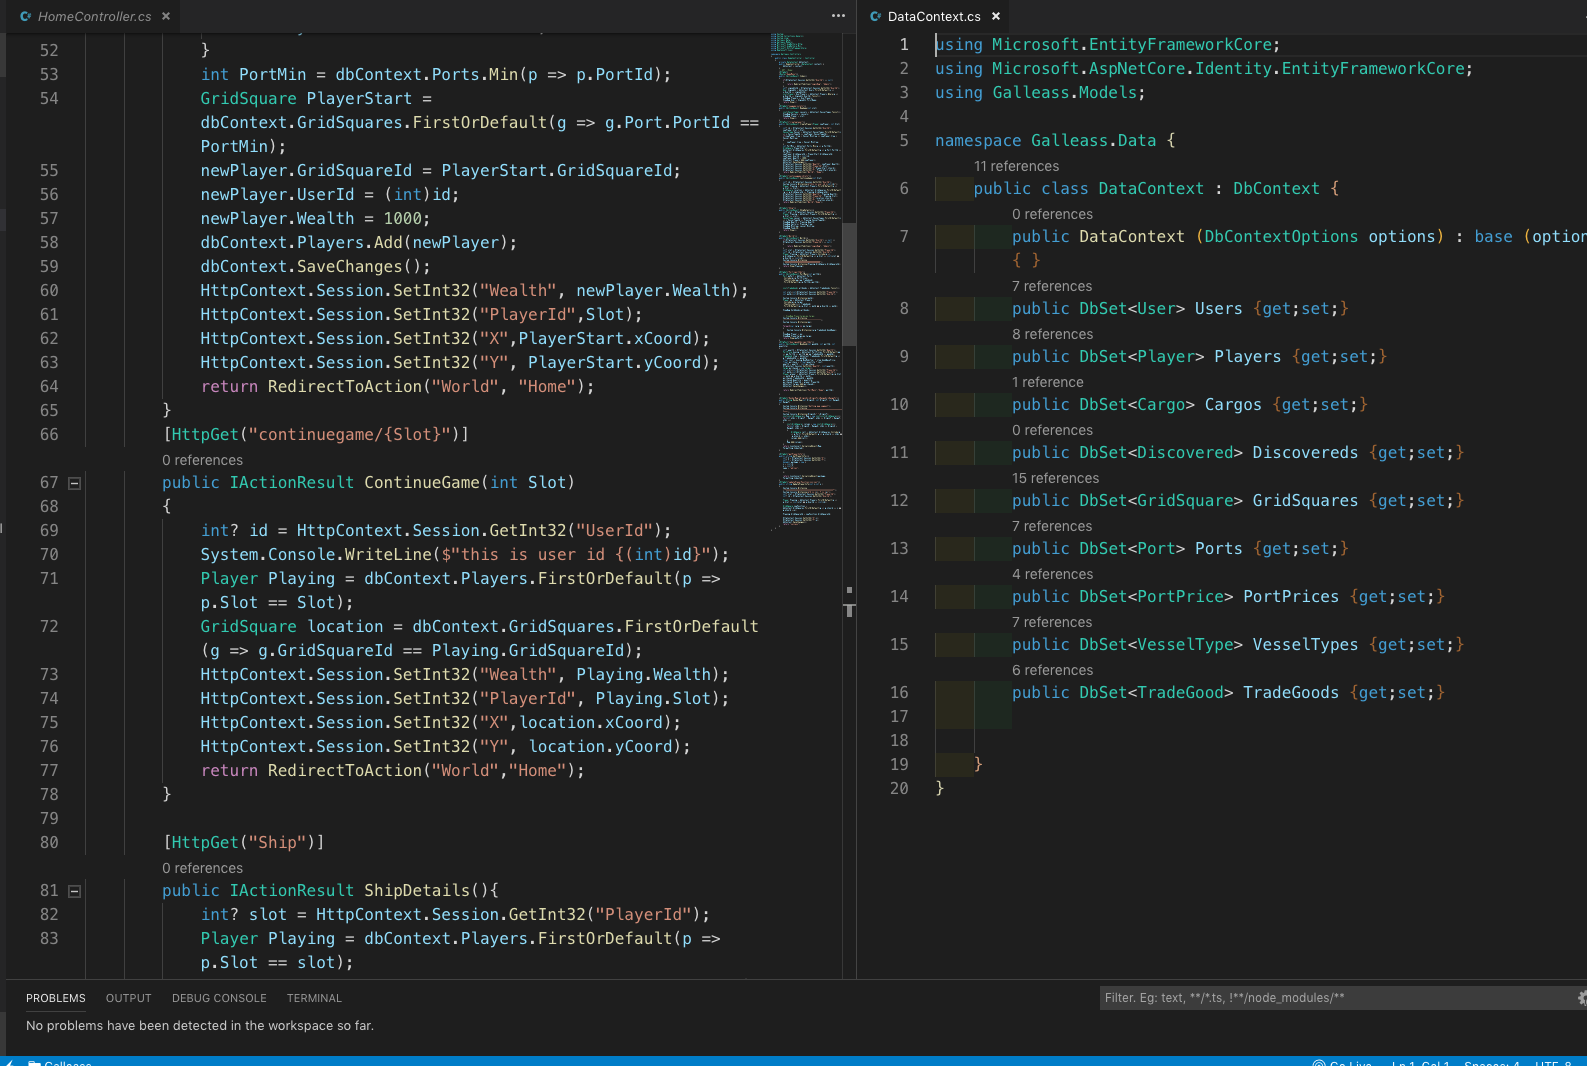 HomeController.cs ×
52 }
53 int PortMin = dbContext.Ports.Min(p => p.PortId);
54 GridSquare PlayerStart =
dbContext.GridSquares.FirstOrDefault(g => g.Port.PortId ==
PortMin);
55 newPlayer.GridSquareId = PlayerStart.GridSquareId;
56 newPlayer.UserId = (int)id;
57 newPlayer.Wealth = 1000;
58 dbContext.Players.Add(newPlayer);
59 dbContext.SaveChanges();
60 HttpContext.Session.SetInt32("Wealth", newPlayer.Wealth);
61 HttpContext.Session.SetInt32("PlayerId",Slot);
62 HttpContext.Session.SetInt32("X",PlayerStart.xCoord);
63 HttpContext.Session.SetInt32("Y", PlayerStart.yCoord);
64 return RedirectToAction("World", "Home");
65 }
66 [HttpGet("continuegame/{Slot}")]
0 references
67 public IActionResult ContinueGame(int Slot)
68 {
69 int? id = HttpContext.Session.GetInt32("UserId");
70 System.Console.WriteLine($"this is user id {(int)id}");
71 Player Playing = dbContext.Players.FirstOrDefault(p =>
p.Slot == Slot);
72 GridSquare location = dbContext.GridSquares.FirstOrDefault
(g => g.GridSquareId == Playing.GridSquareId);
73 HttpContext.Session.SetInt32("Wealth", Playing.Wealth);
74 HttpContext.Session.SetInt32("PlayerId", Playing.Slot);
75 HttpContext.Session.SetInt32("X",location.xCoord);
76 HttpContext.Session.SetInt32("Y", location.yCoord);
77 return RedirectToAction("World","Home");
78 }
79
80 [HttpGet("Ship")]
0 references
81 public IActionResult ShipDetails(){
82 int? slot = HttpContext.Session.GetInt32("PlayerId");
83 Player Playing = dbContext.Players.FirstOrDefault(p =>
p.Slot == slot);
DataContext.cs ×
1 using Microsoft.EntityFrameworkCore;
2 using Microsoft.AspNetCore.Identity.EntityFrameworkCore;
3 using Galleass.Models;
4
5 namespace Galleass.Data {
11 references
6 public class DataContext : DbContext {
0 references
7 public DataContext (DbContextOptions options) : base (option
{ }
7 references
8 public DbSet<User> Users {get;set;}
8 references
9 public DbSet<Player> Players {get;set;}
1 reference
10 public DbSet<Cargo> Cargos {get;set;}
0 references
11 public DbSet<Discovered> Discovereds {get;set;}
15 references
12 public DbSet<GridSquare> GridSquares {get;set;}
7 references
13 public DbSet<Port> Ports {get;set;}
4 references
14 public DbSet<PortPrice> PortPrices {get;set;}
7 references
15 public DbSet<VesselType> VesselTypes {get;set;}
6 references
16 public DbSet<TradeGood> TradeGoods {get;set;}
17
18
19 }
20 }
PROBLEMS OUTPUT DEBUG CONSOLE TERMINAL
Filter. Eg: text, **/*.ts, !**/node_modules/**
No problems have been detected in the workspace so far.